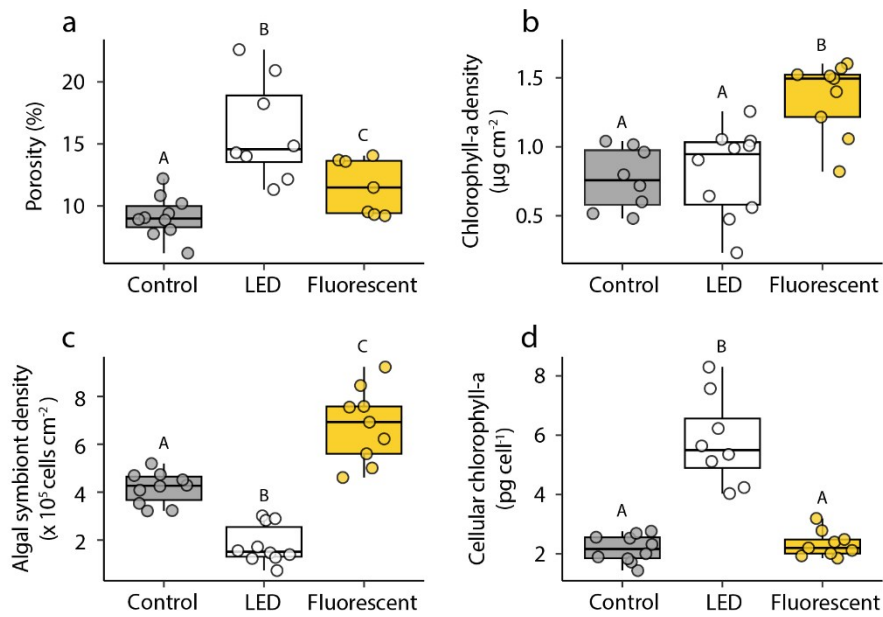 a
Porosity (%)
20
15
10
A
B
C
Control
LED
Fluorescent
b
Chlorophyll-a density
(µg cm⁻²)
1.5
1.0
0.5
A
A
B
Control
LED
Fluorescent
c
Algal symbiont density
(x 10⁵ cells cm⁻²)
8
6
4
2
A
B
C
Control
LED
Fluorescent
d
Cellular chlorophyll-a
(pg cell⁻¹)
8
6
4
2
A
B
A
Control
LED
Fluorescent